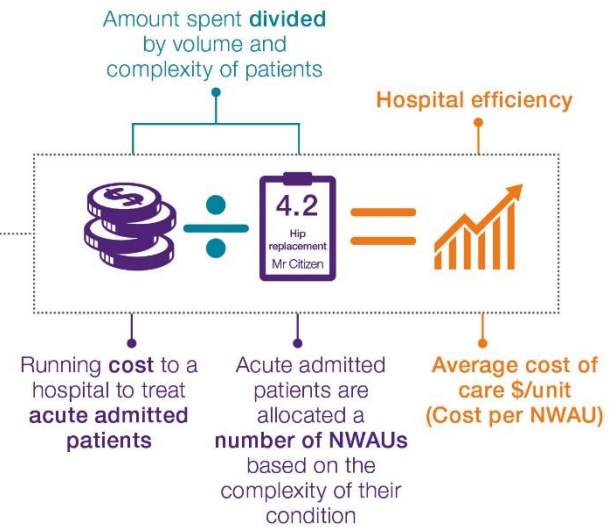 Amount spent divided
by volume and
complexity of patients
Hospital efficiency
$
4.2
Hip
replacement
Mr Citizen
Running cost to a
hospital to treat
acute admitted
patients
Acute admitted
patients are
allocated a
number of NWAUs
based on the
complexity of their
condition
Average cost of
care $/unit
(Cost per NWAU)